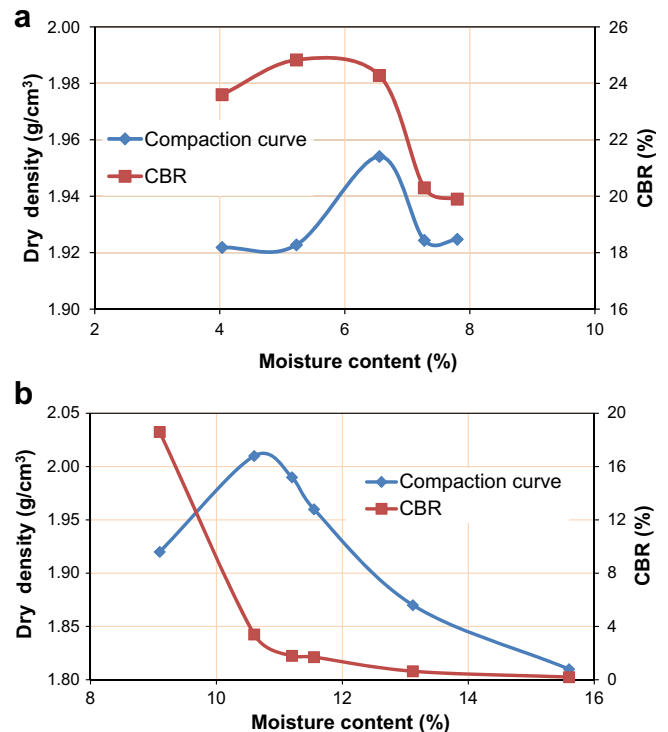 a
2.00
1.98
1.96
1.94
1.92
1.90
Dry density (g/cm³)
26
24
22
20
18
16
CBR (%)
Compaction curve
CBR
2 4 6 8 10
Moisture content (%)
b
2.05
2.00
1.95
1.90
1.85
1.80
Dry density (g/cm³)
20
16
12
8
4
0
CBR (%)
Compaction curve
CBR
8 10 12 14 16
Moisture content (%)